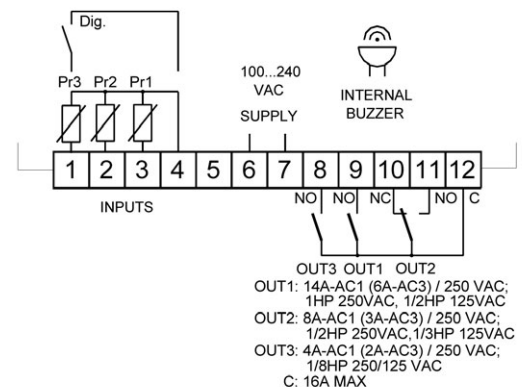 Dig.
Pr3 Pr2 Pr1
100...240
VAC
SUPPLY
INTERNAL
BUZZER
1 2 3 4 5 6 7 8 9 10 11 12
INPUTS
NO NO NC NO C
OUT3 OUT1 OUT2
OUT1: 14A-AC1 (6A-AC3) / 250 VAC;
1HP 250VAC, 1/2HP 125VAC
OUT2: 8A-AC1 (3A-AC3) / 250 VAC;
1/2HP 250VAC,1/3HP 125VAC
OUT3: 4A-AC1 (2A-AC3) / 250 VAC;
1/8HP 250/125 VAC
C: 16A MAX